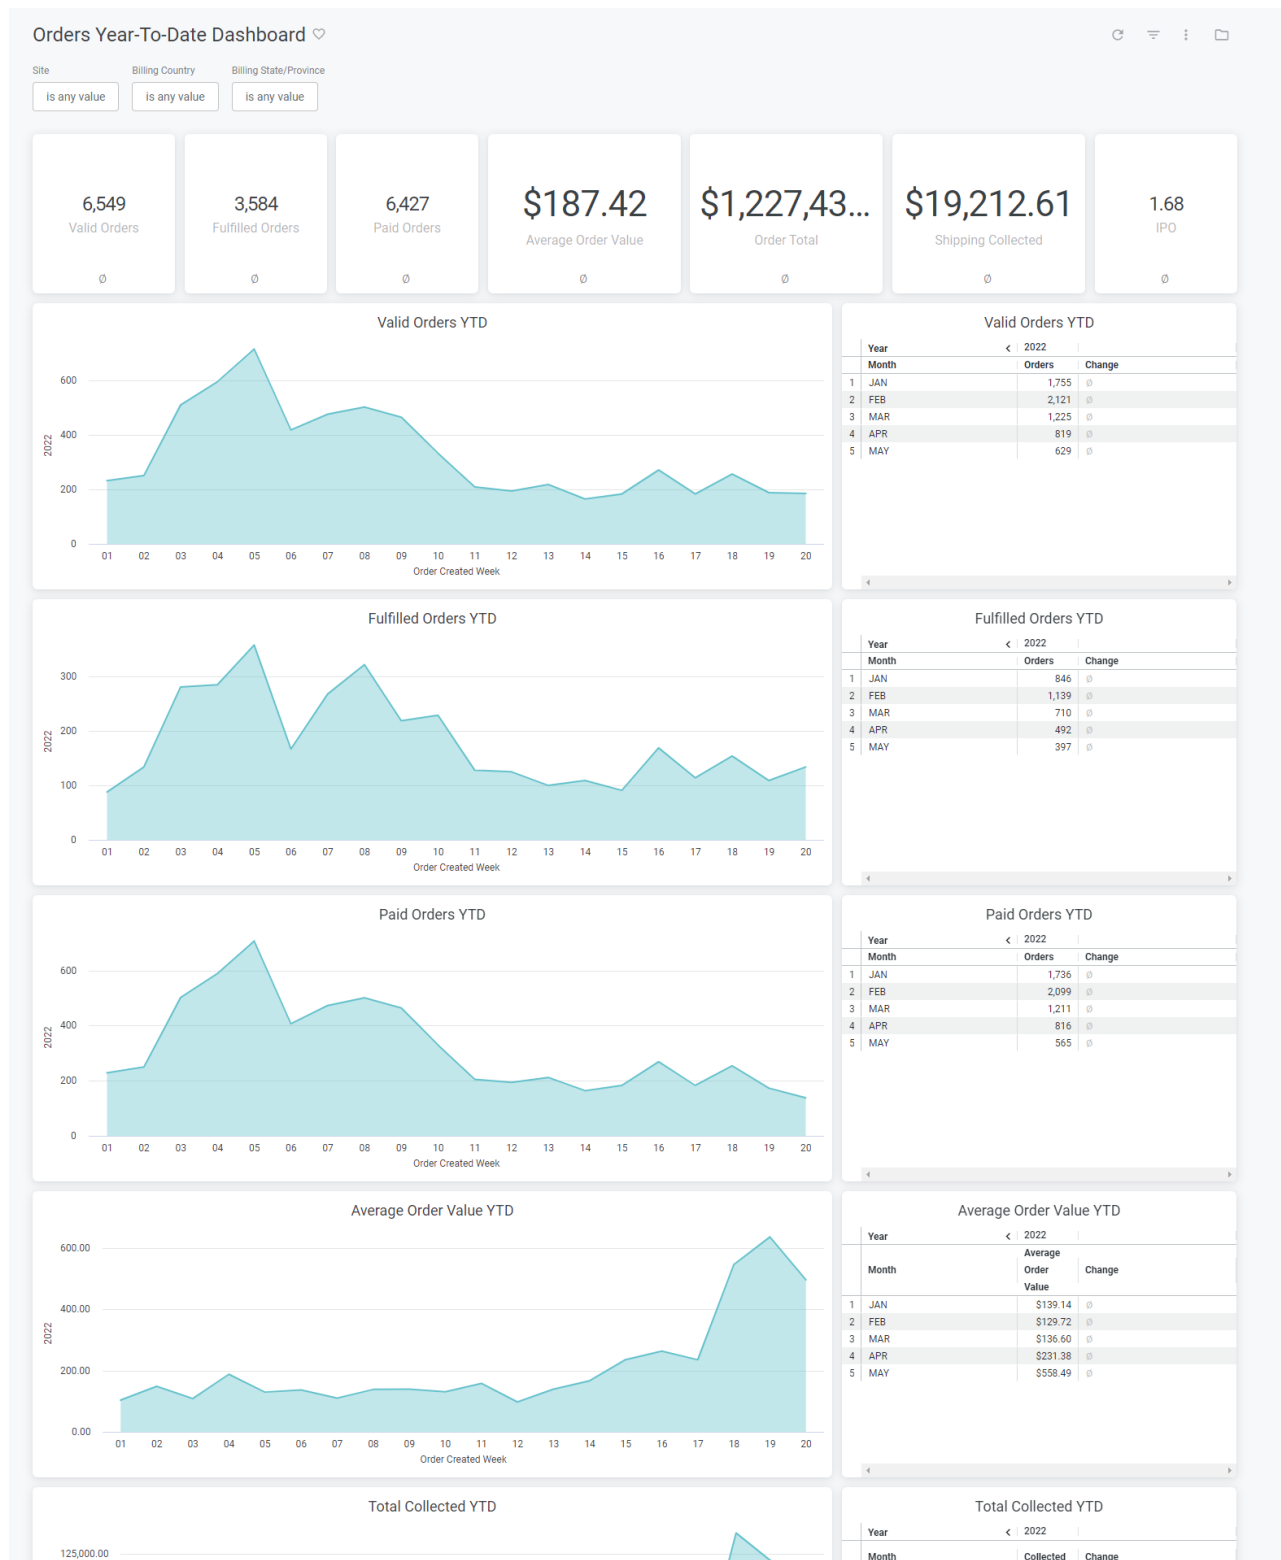 Orders Year-To-Date Dashboard
Site Billing Country Billing State/Province
is any value is any value is any value
6,549 3,584 6,427 $187.42 $1,227,43... $19,212.61 1.68
Valid Orders Fulfilled Orders Paid Orders Average Order Value Order Total Shipping Collected IPO
Ø Ø Ø Ø Ø Ø Ø
Valid Orders YTD
600
400
200
0
2022
01 02 03 04 05 06 07 08 09 10 11 12 13 14 15 16 17 18 19 20
Order Created Week
Valid Orders YTD
Year 2022
Month Orders Change
1 JAN 1,755 Ø
2 FEB 2,121 Ø
3 MAR 1,225 Ø
4 APR 819 Ø
5 MAY 629 Ø
Fulfilled Orders YTD
300
200
100
0
2022
01 02 03 04 05 06 07 08 09 10 11 12 13 14 15 16 17 18 19 20
Order Created Week
Fulfilled Orders YTD
Year 2022
Month Orders Change
1 JAN 846 Ø
2 FEB 1,139 Ø
3 MAR 710 Ø
4 APR 492 Ø
5 MAY 397 Ø
Paid Orders YTD
600
400
200
0
2022
01 02 03 04 05 06 07 08 09 10 11 12 13 14 15 16 17 18 19 20
Order Created Week
Paid Orders YTD
Year 2022
Month Orders Change
1 JAN 1,736 Ø
2 FEB 2,099 Ø
3 MAR 1,211 Ø
4 APR 816 Ø
5 MAY 565 Ø
Average Order Value YTD
600.00
400.00
200.00
0.00
2022
01 02 03 04 05 06 07 08 09 10 11 12 13 14 15 16 17 18 19 20
Order Created Week
Average Order Value YTD
Year 2022
Average
Month Order Change
Value
1 JAN $139.14 Ø
2 FEB $129.72 Ø
3 MAR $136.60 Ø
4 APR $231.38 Ø
5 MAY $558.49 Ø
Total Collected YTD
125,000.00
Total Collected YTD
Year 2022
Month Collected Change